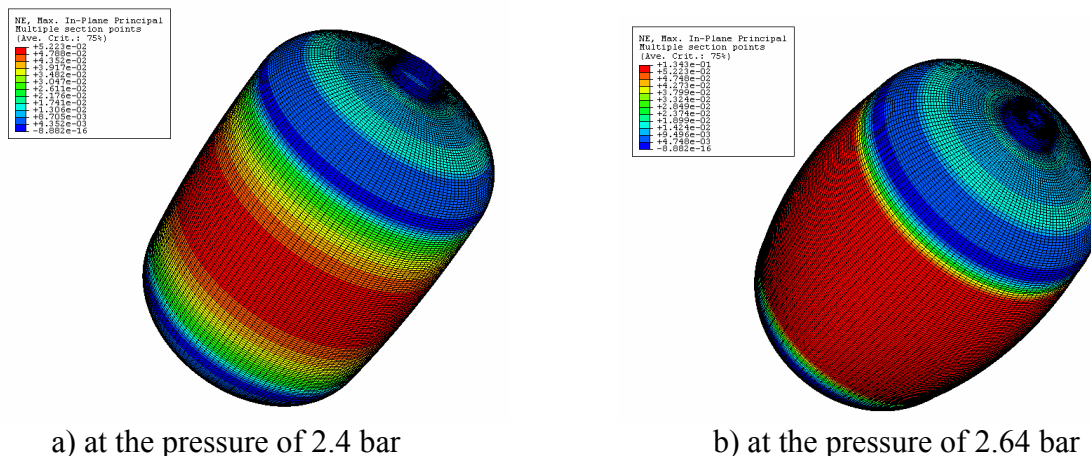 NE, Max. In-Plane Principal
Multiple section points
(Ave. Crit.: 75%)
+5.223e-02
+4.788e-02
+4.352e-02
+3.917e-02
+3.482e-02
+3.047e-02
+2.611e-02
+2.176e-02
+1.741e-02
+1.306e-02
+8.705e-03
+4.352e-03
-8.882e-16
NE, Max. In-Plane Principal
Multiple section points
(Ave. Crit.: 75%)
+1.343e-01
+5.223e-02
+4.748e-02
+4.273e-02
+3.799e-02
+3.324e-02
+2.849e-02
+2.374e-02
+1.899e-02
+1.424e-02
+9.496e-03
+4.748e-03
-8.882e-16
a) at the pressure of 2.4 bar
b) at the pressure of 2.64 bar